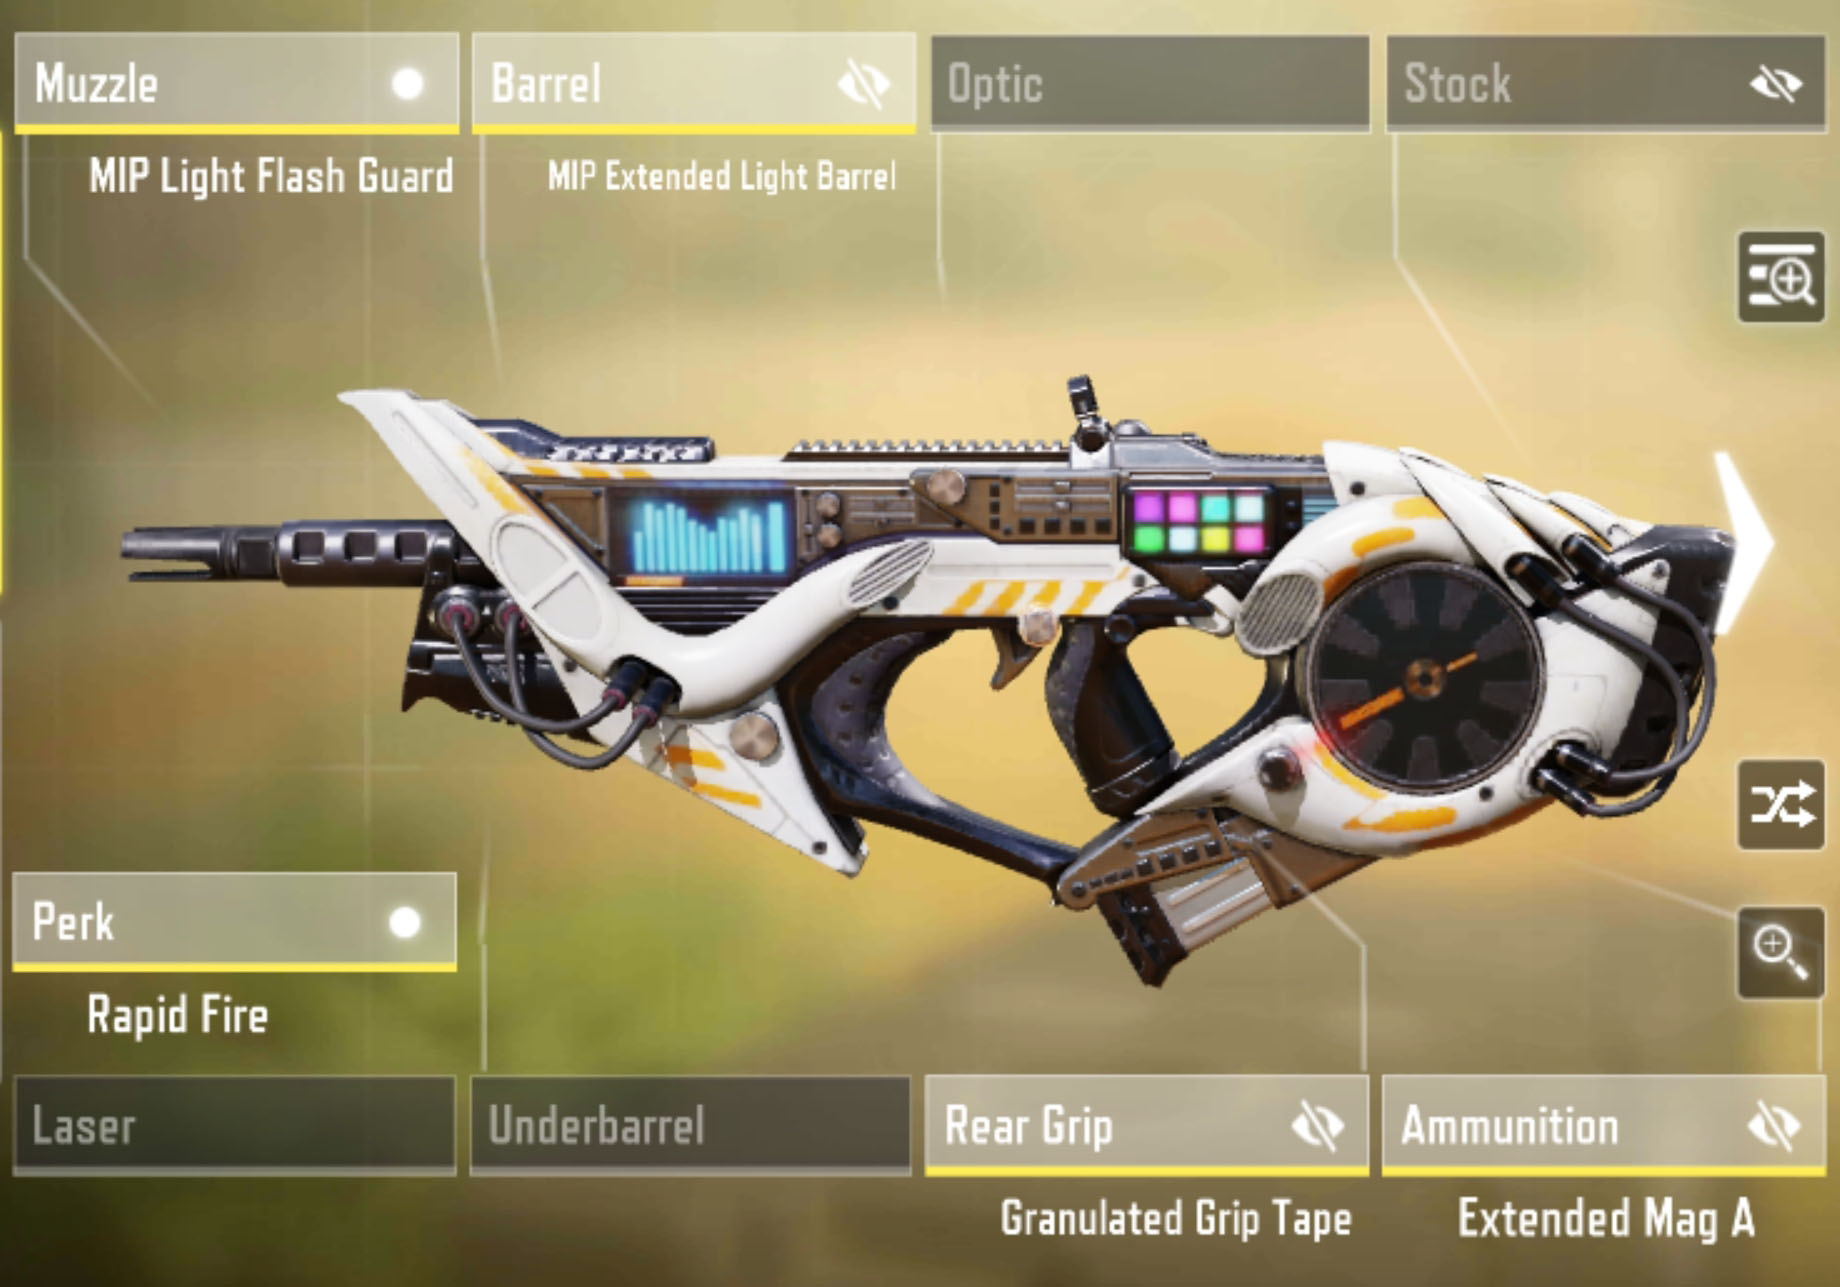 Muzzle
Barrel
Optic
Stock
MIP Light Flash Guard
MIP Extended Light Barrel
Perk
Rapid Fire
Laser
Underbarrel
Rear Grip
Ammunition
Granulated Grip Tape
Extended Mag A